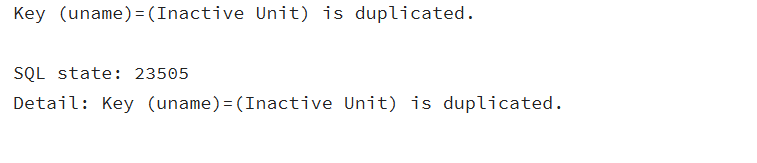 Key (uname)=(Inactive Unit) is duplicated.
SQL state: 23505
Detail: Key (uname)=(Inactive Unit) is duplicated.